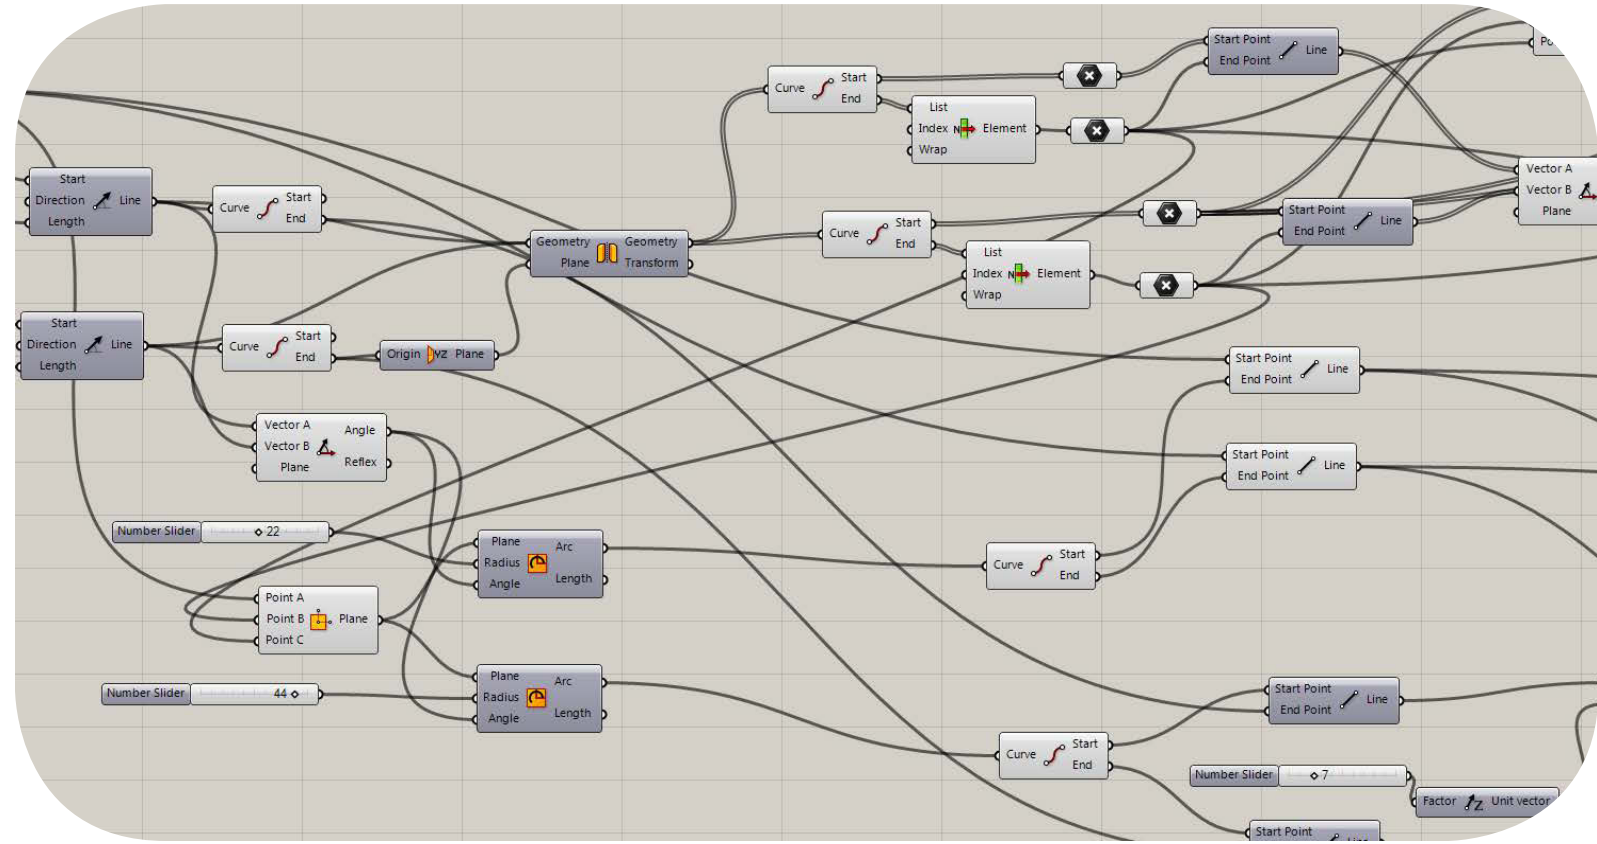 Start Point
End Point
Line
Curve
Start
End
List
Index
Wrap
Element
Start
Direction
Length
Line
Curve
Start
End
Vector A
Vector B
Plane
Geometry
Plane
Geometry
Transform
Curve
Start
End
Start Point
End Point
Line
List
Index
Wrap
Element
Start
Direction
Length
Line
Curve
Start
End
Origin
YZ
Plane
Start Point
End Point
Line
Vector A
Vector B
Plane
Angle
Reflex
Start Point
End Point
Line
Number Slider
22
Plane
Radius
Angle
Arc
Length
Curve
Start
End
Point A
Point B
Point C
Plane
Number Slider
44
Plane
Radius
Angle
Arc
Length
Start Point
End Point
Line
Curve
Start
End
Number Slider
7
Factor
Z
Unit vector
Start Point